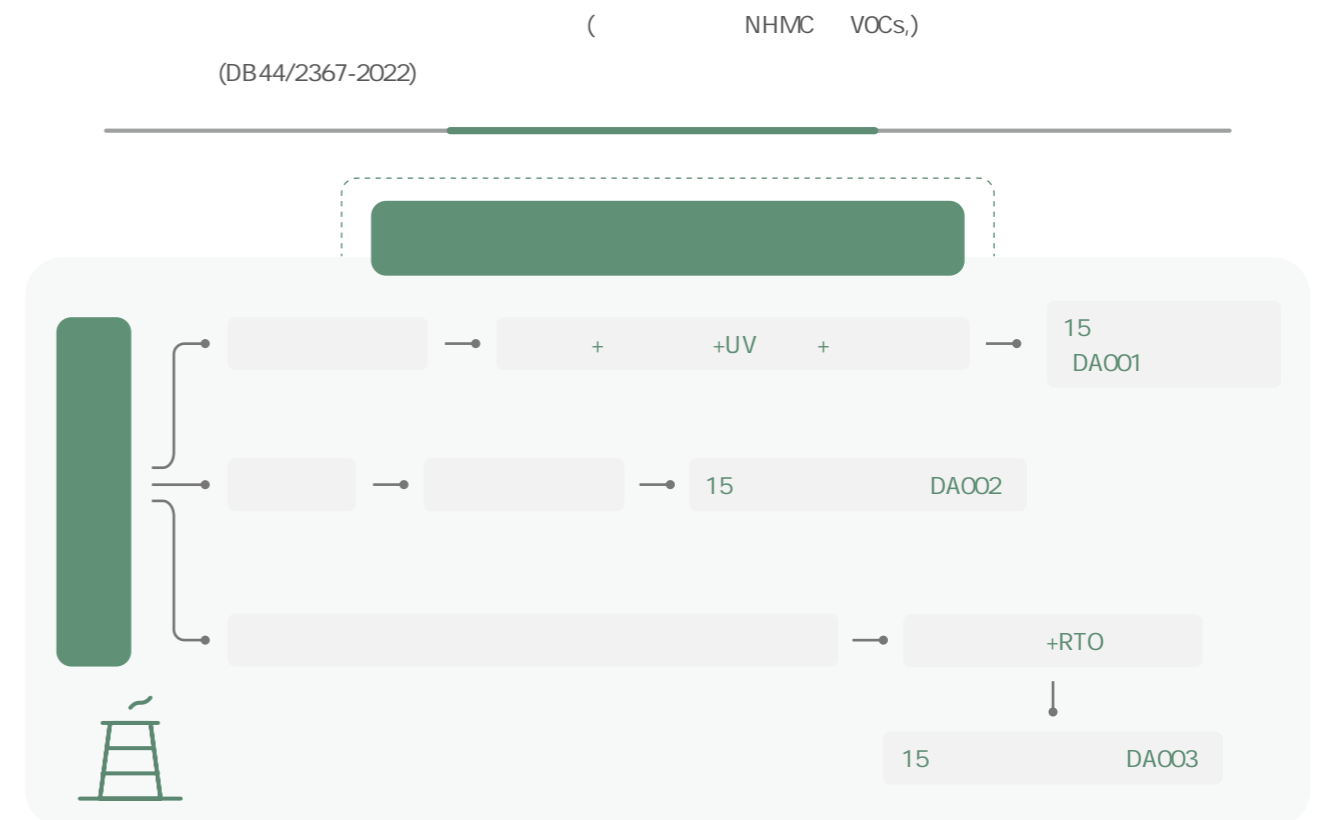 ( NHMC VOCs,)
(DB44/2367-2022)
+ +UV +
15
DA001
15 DA002
+RTO
15 DA003